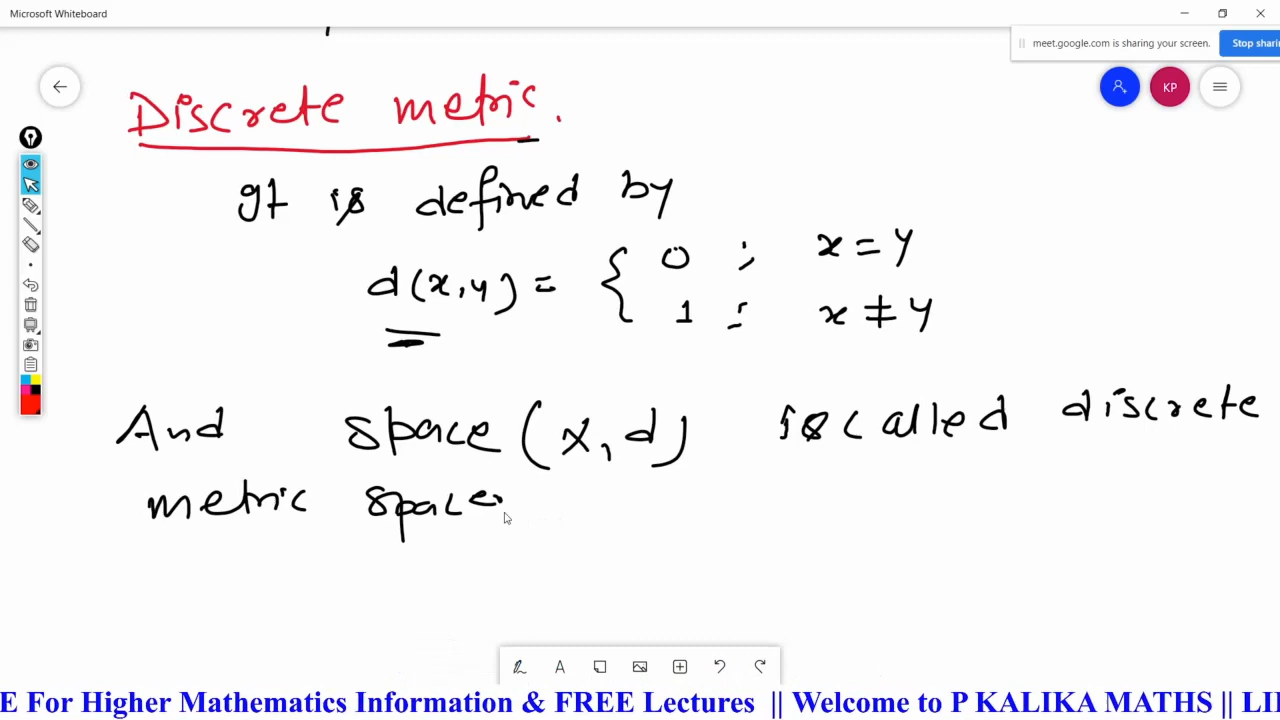 Microsoft Whiteboard
meet.google.com is sharing your screen.
Stop sharin
KP
Discrete metric.
It is defined by
d(x,y) = { 0 ; x = y
1 ; x ≠ y
And space (X, d) is called discrete
metric space
E For Higher Mathematics Information & FREE Lectures || Welcome to P KALIKA MATHS || LI